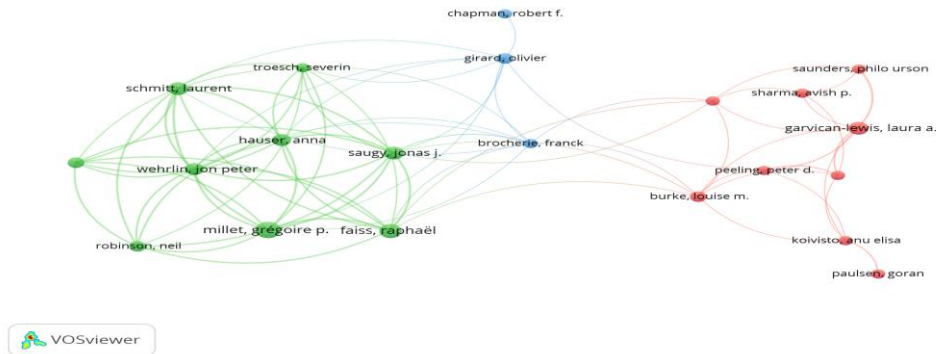 chapman, robert f.
girard, olivier
troesch, severin
saunders, philo urson
schmitt, laurent
sharma, avish p.
garvican-lewis, laura a.
hauser, anna
brocherie, franck
saugy, jonas j.
wehrlin, jon peter
peeling, peter d.
burke, louise m.
millet, grégoire p.
faiss, raphaël
robinson, neil
koivisto, anu elisa
paulsen, goran
VOSviewer